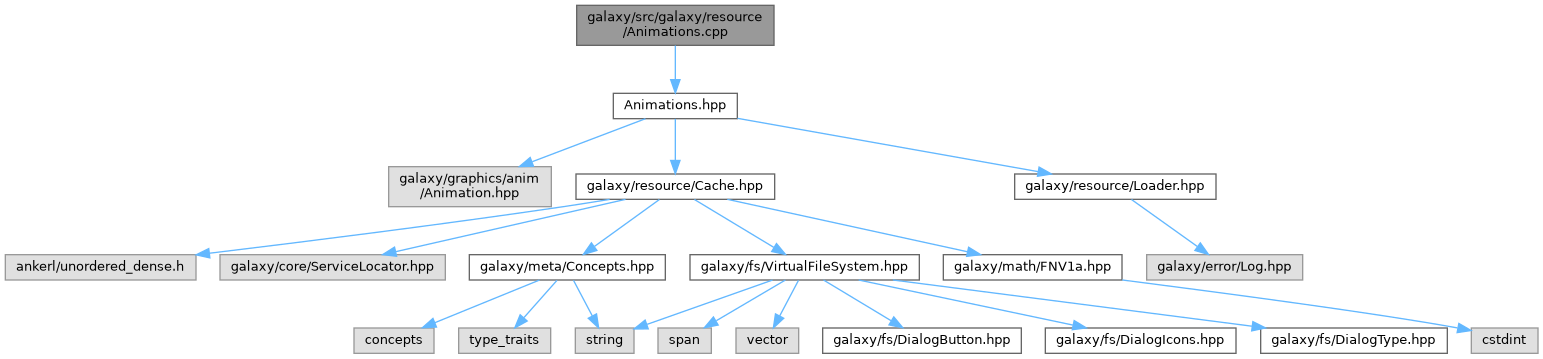 galaxy/src/galaxy/resource
/Animations.cpp
Animations.hpp
galaxy/graphics/anim
/Animation.hpp
galaxy/resource/Cache.hpp
galaxy/resource/Loader.hpp
ankerl/unordered_dense.h
galaxy/core/ServiceLocator.hpp
galaxy/meta/Concepts.hpp
galaxy/fs/VirtualFileSystem.hpp
galaxy/math/FNV1a.hpp
galaxy/error/Log.hpp
concepts
type_traits
string
span
vector
galaxy/fs/DialogButton.hpp
galaxy/fs/DialogIcons.hpp
galaxy/fs/DialogType.hpp
cstdint